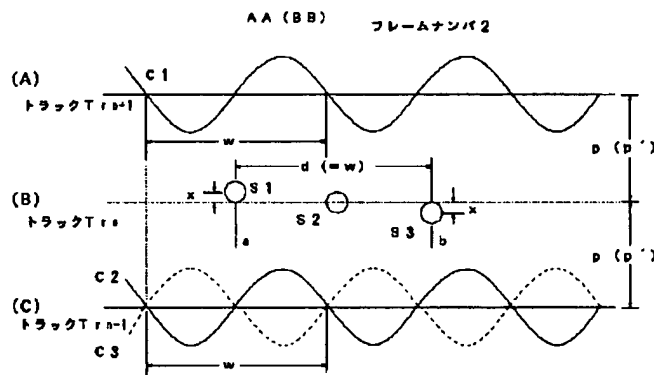 AA(BB) フレームナンバ2
C1
(A)
トラックTrn+1
w
p(p´)
d(=w)
x S1
(B) S2 x
トラックTrn
a S3 b
p(p´)
C2
(C)
トラックTrn-1
C3
w